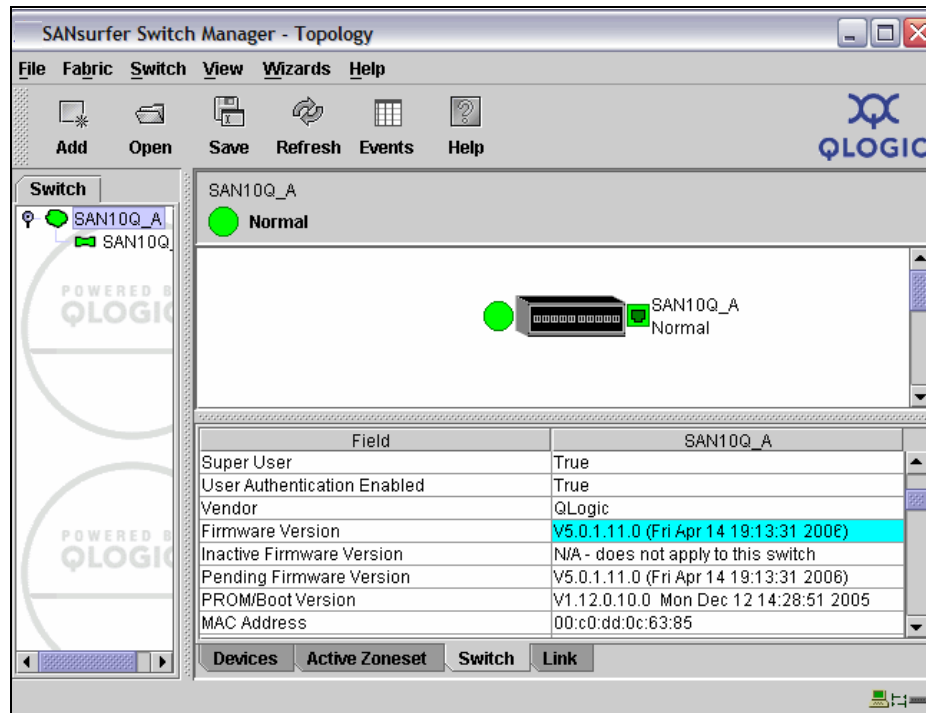 SANsurfer Switch Manager - Topology
File Fabric Switch View Wizards Help
Add Open Save Refresh Events Help
QLOGIC
Switch
SAN10Q_A
SAN10Q_
POWERED B
QLOGIC
POWERED B
QLOGIC
SAN10Q_A
Normal
SAN10Q_A
Normal
Field SAN10Q_A
Super User True
User Authentication Enabled True
Vendor QLogic
Firmware Version V5.0.1.11.0 (Fri Apr 14 19:13:31 2006)
Inactive Firmware Version N/A - does not apply to this switch
Pending Firmware Version V5.0.1.11.0 (Fri Apr 14 19:13:31 2006)
PROM/Boot Version V1.12.0.10.0 Mon Dec 12 14:28:51 2005
MAC Address 00:c0:dd:0c:63:85
Devices Active Zoneset Switch Link